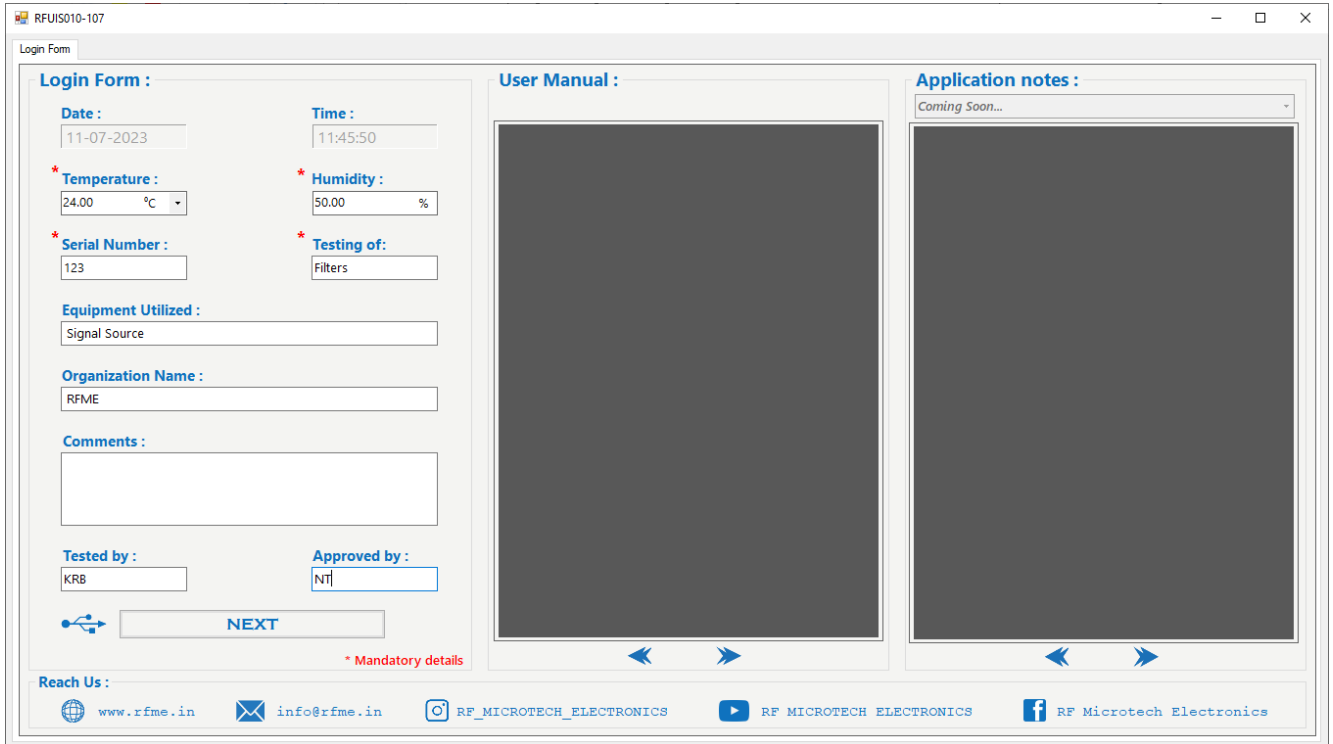 RFUIS010-107
Login Form
Login Form :
Date :
Time :
11-07-2023
11:45:50
* Temperature :
* Humidity :
24.00 ⁰C
50.00 %
* Serial Number :
* Testing of:
123
Filters
Equipment Utilized :
Signal Source
Organization Name :
RFME
Comments :
Tested by :
Approved by :
KRB
NT
NEXT
* Mandatory details
User Manual :
Application notes :
Coming Soon...
Reach Us :
www.rfme.in
info@rfme.in
RF_MICROTECH_ELECTRONICS
RF MICROTECH ELECTRONICS
RF Microtech Electronics